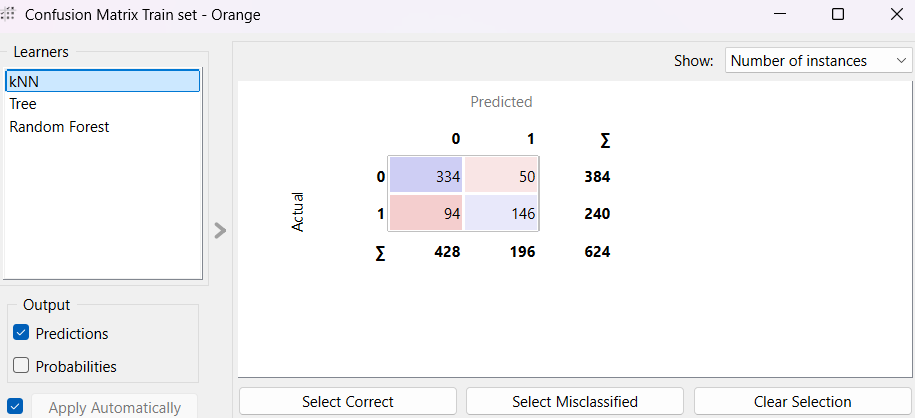 Confusion Matrix Train set - Orange
Learners
kNN
Tree
Random Forest
Output
Predictions
Probabilities
Apply Automatically
Show: Number of instances
Predicted
0 1 ∑
Actual
0 334 50 384
1 94 146 240
∑ 428 196 624
Select Correct Select Misclassified Clear Selection